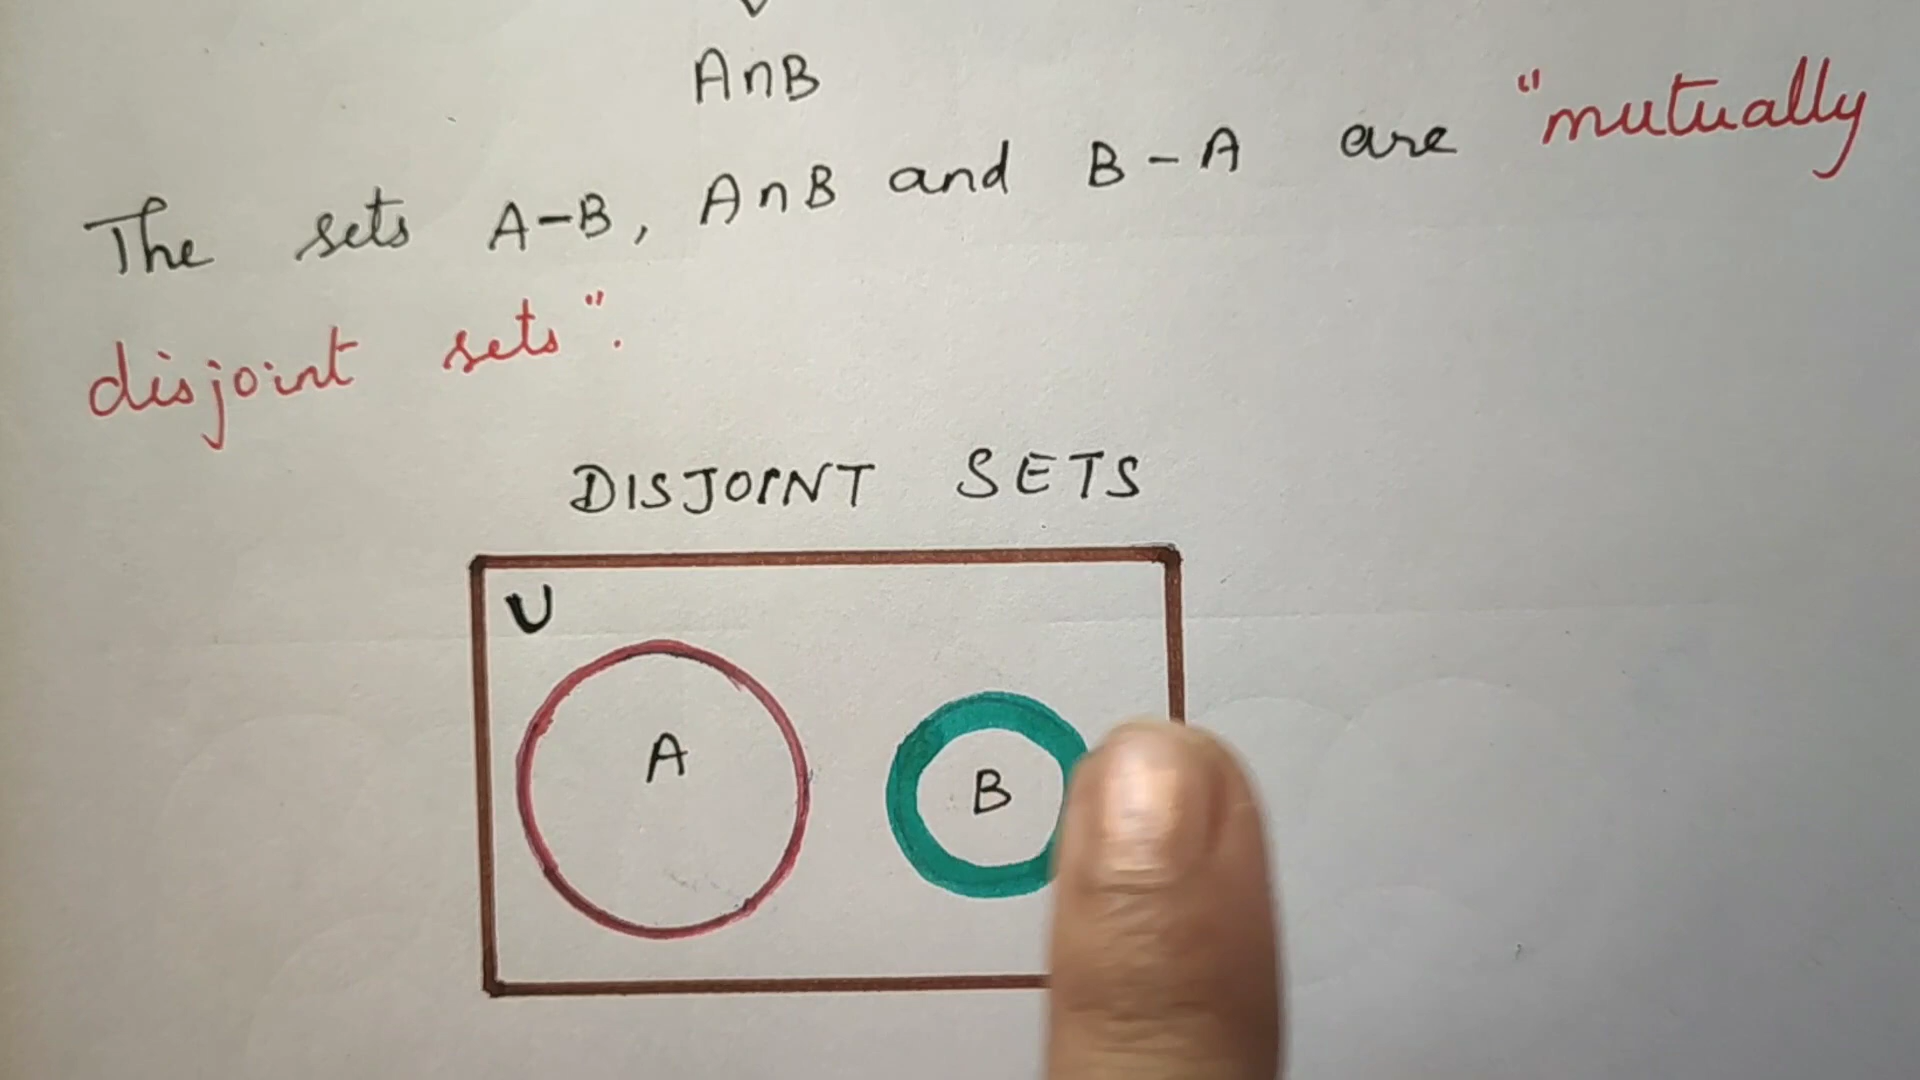 A∩B
The sets A-B, A∩B and B-A are "mutually
disjoint sets".
DISJOINT SETS
U
A
B